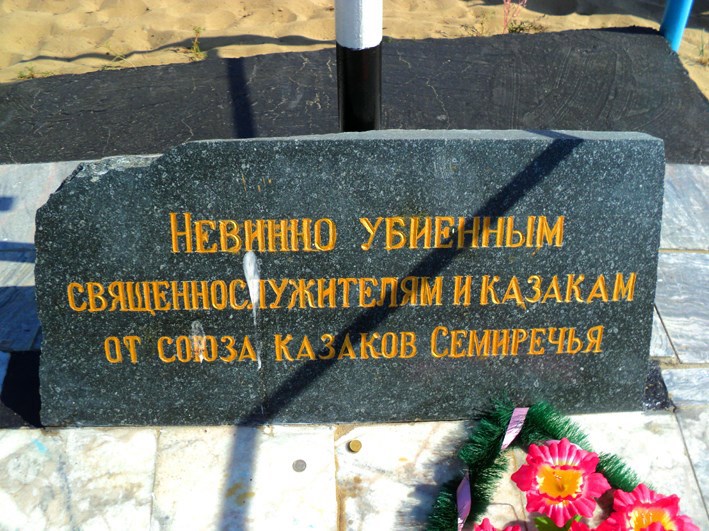 Невинно убиенным
священнослужителям и казакам
от союза казаков Семиречья